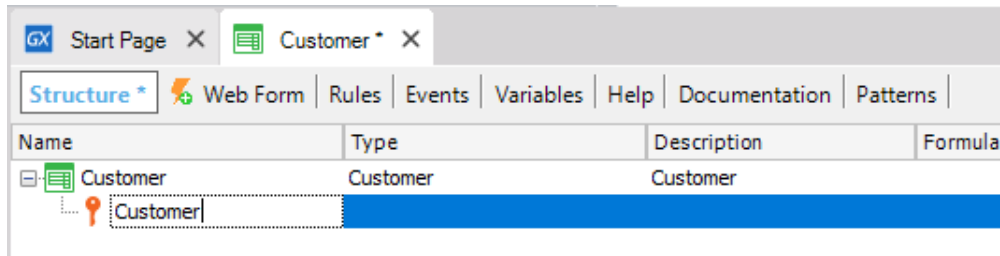 GX Start Page Customer *
Structure * Web Form Rules Events Variables Help Documentation Patterns
Name Type Description Formula
Customer Customer Customer
Customer